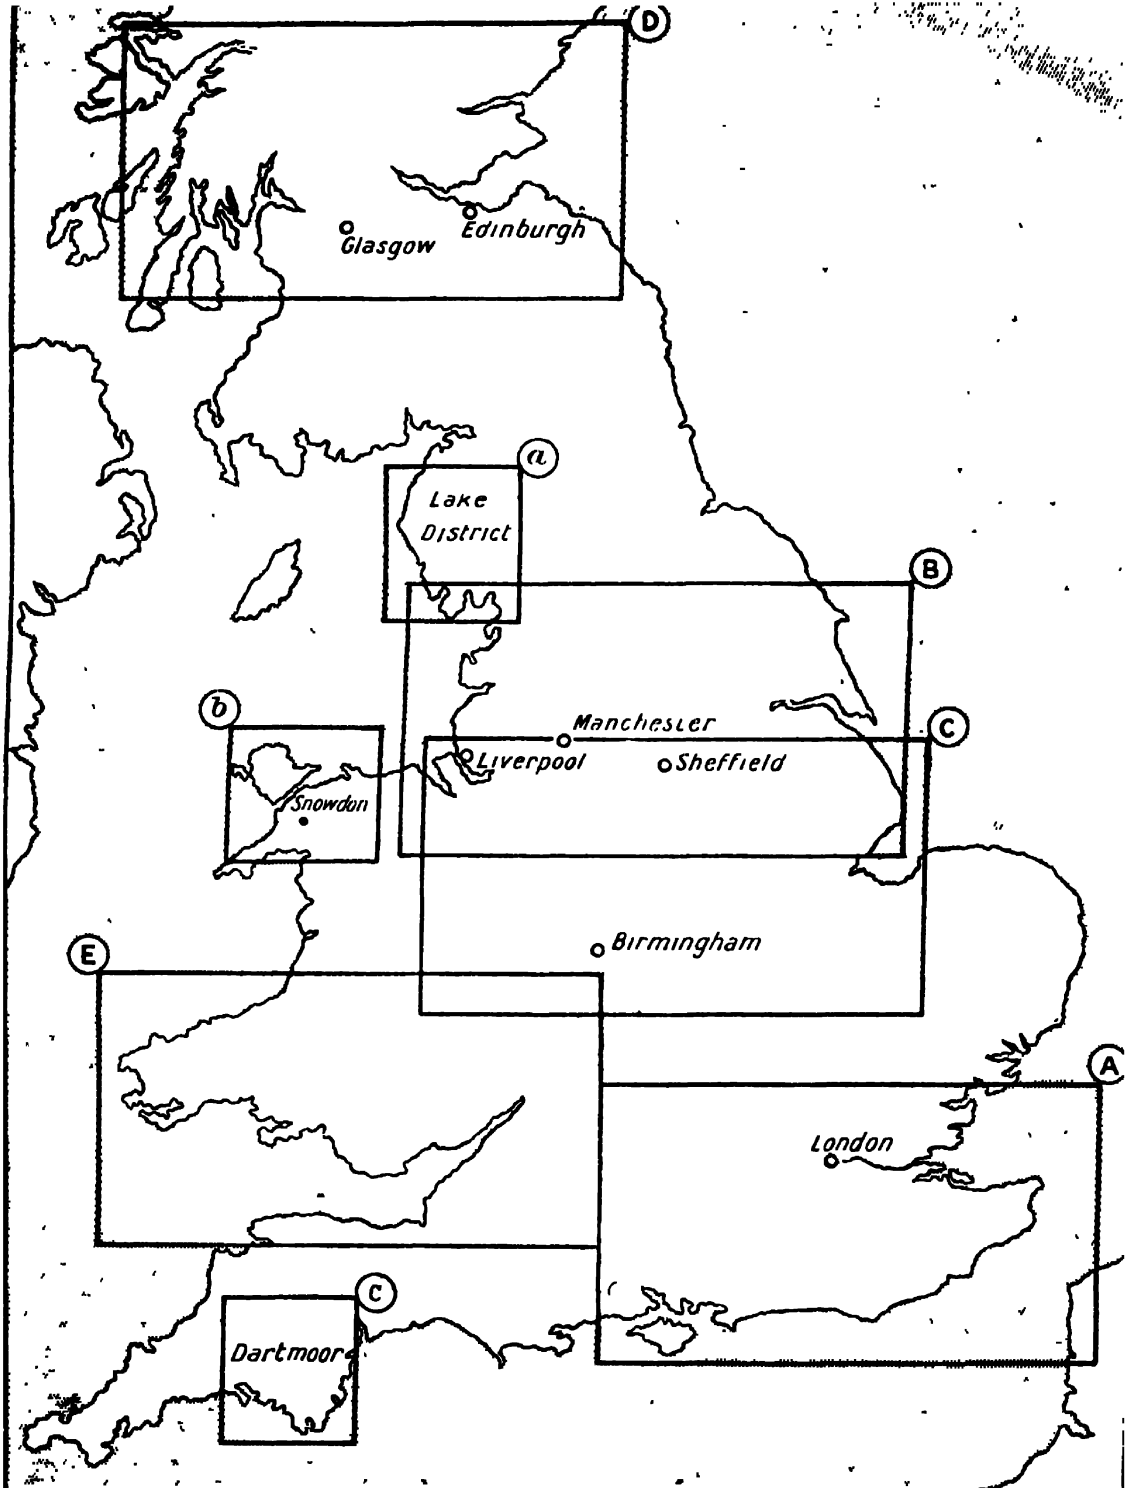 D
Edinburgh
Glasgow
a
Lake
District
B
b
Manchester
C
Liverpool
Sheffield
Snowdon
Birmingham
E
A
London
C
Dartmoor